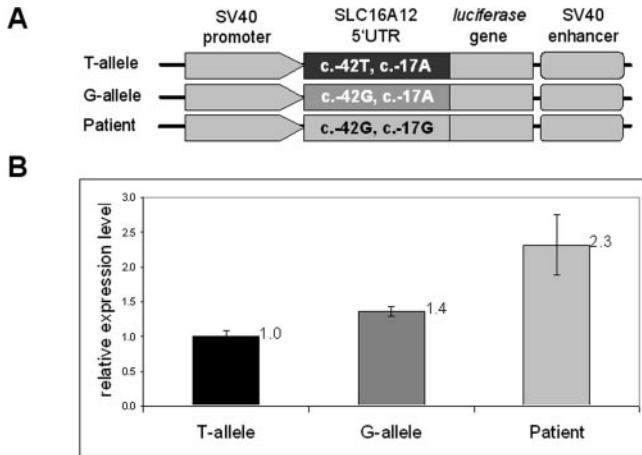 A
SV40 promoter
SLC16A12 5'UTR
luciferase gene
SV40 enhancer
T-allele
c.-42T, c.-17A
G-allele
c.-42G, c.-17A
Patient
c.-42G, c.-17G
B
relative expression level
3.0
2.5
2.0
1.5
1.0
0.5
0.0
1.0
1.4
2.3
T-allele
G-allele
Patient